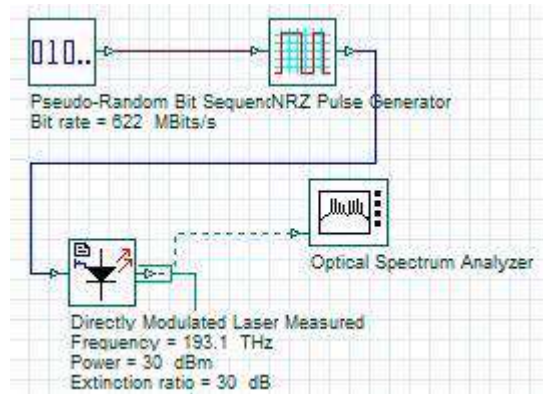 010..
Pseudo-Random Bit SequencNRZ Pulse Generator
Bit rate = 622 MBits/s
Optical Spectrum Analyzer
Directly Modulated Laser Measured
Frequency = 193.1 THz
Power = 30 dBm
Extinction ratio = 30 dB